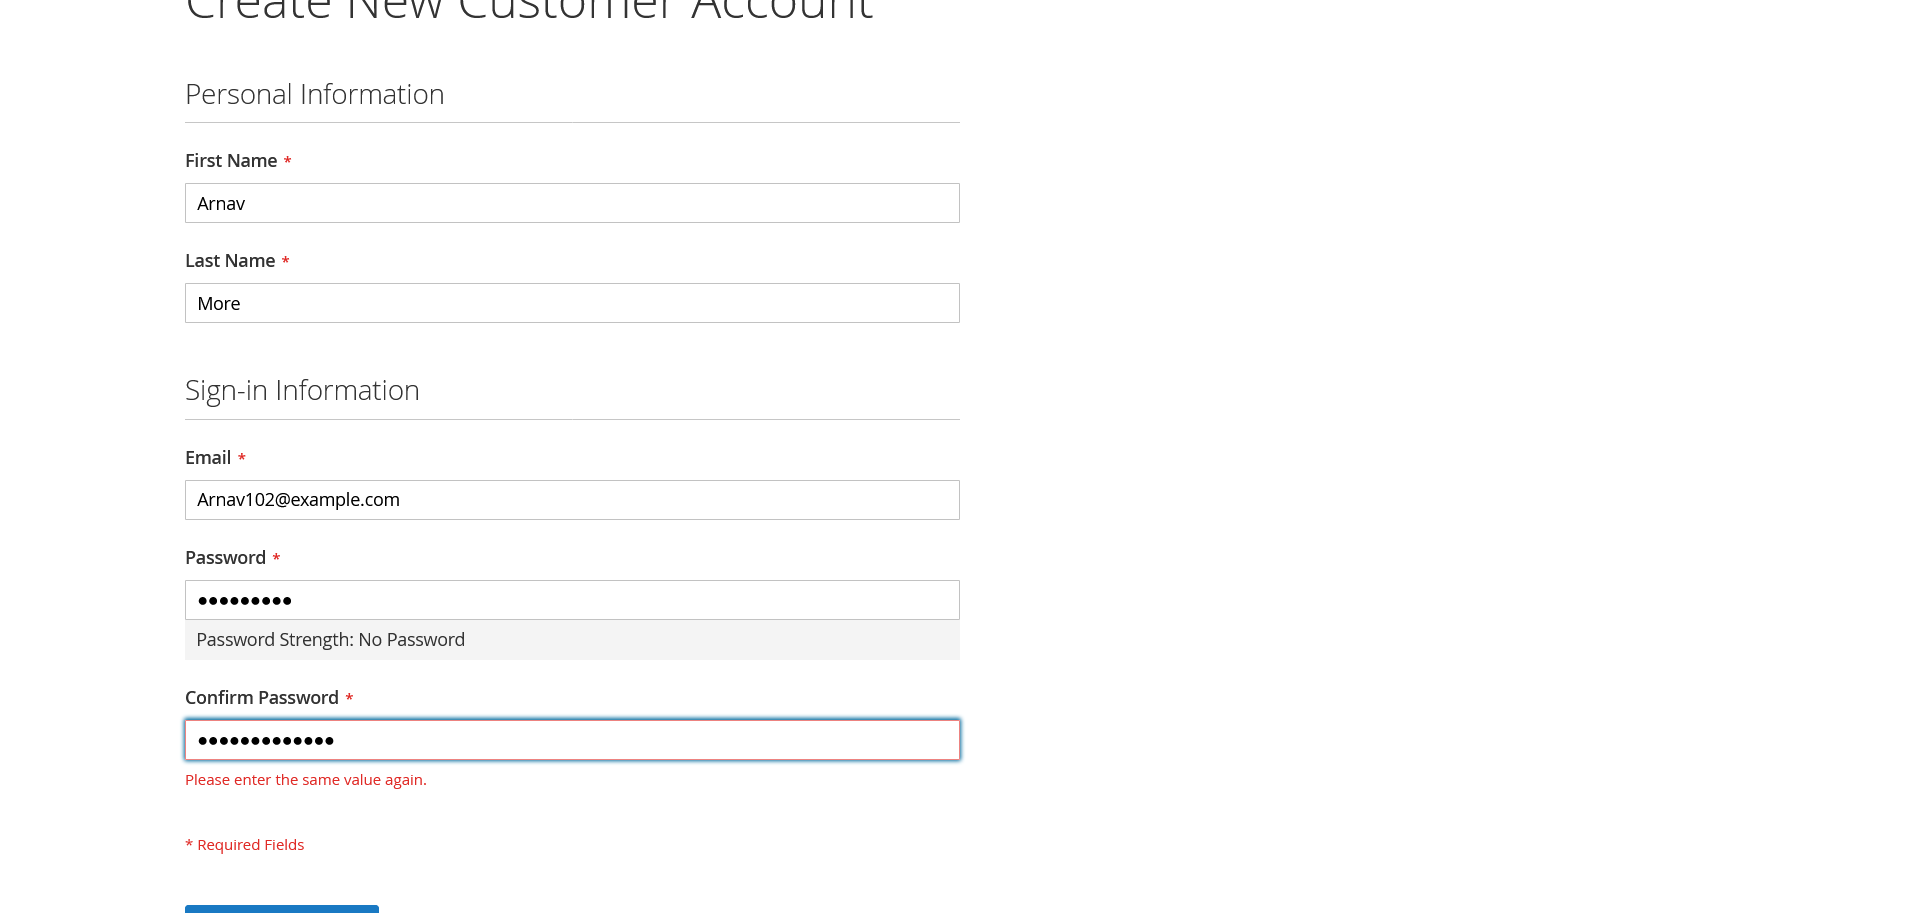 Create New Customer Account
Personal Information
First Name *
Arnav
Last Name *
More
Sign-in Information
Email *
Arnav102@example.com
Password *
●●●●●●●●●
Password Strength: No Password
Confirm Password *
●●●●●●●●●●●●●
Please enter the same value again.
* Required Fields